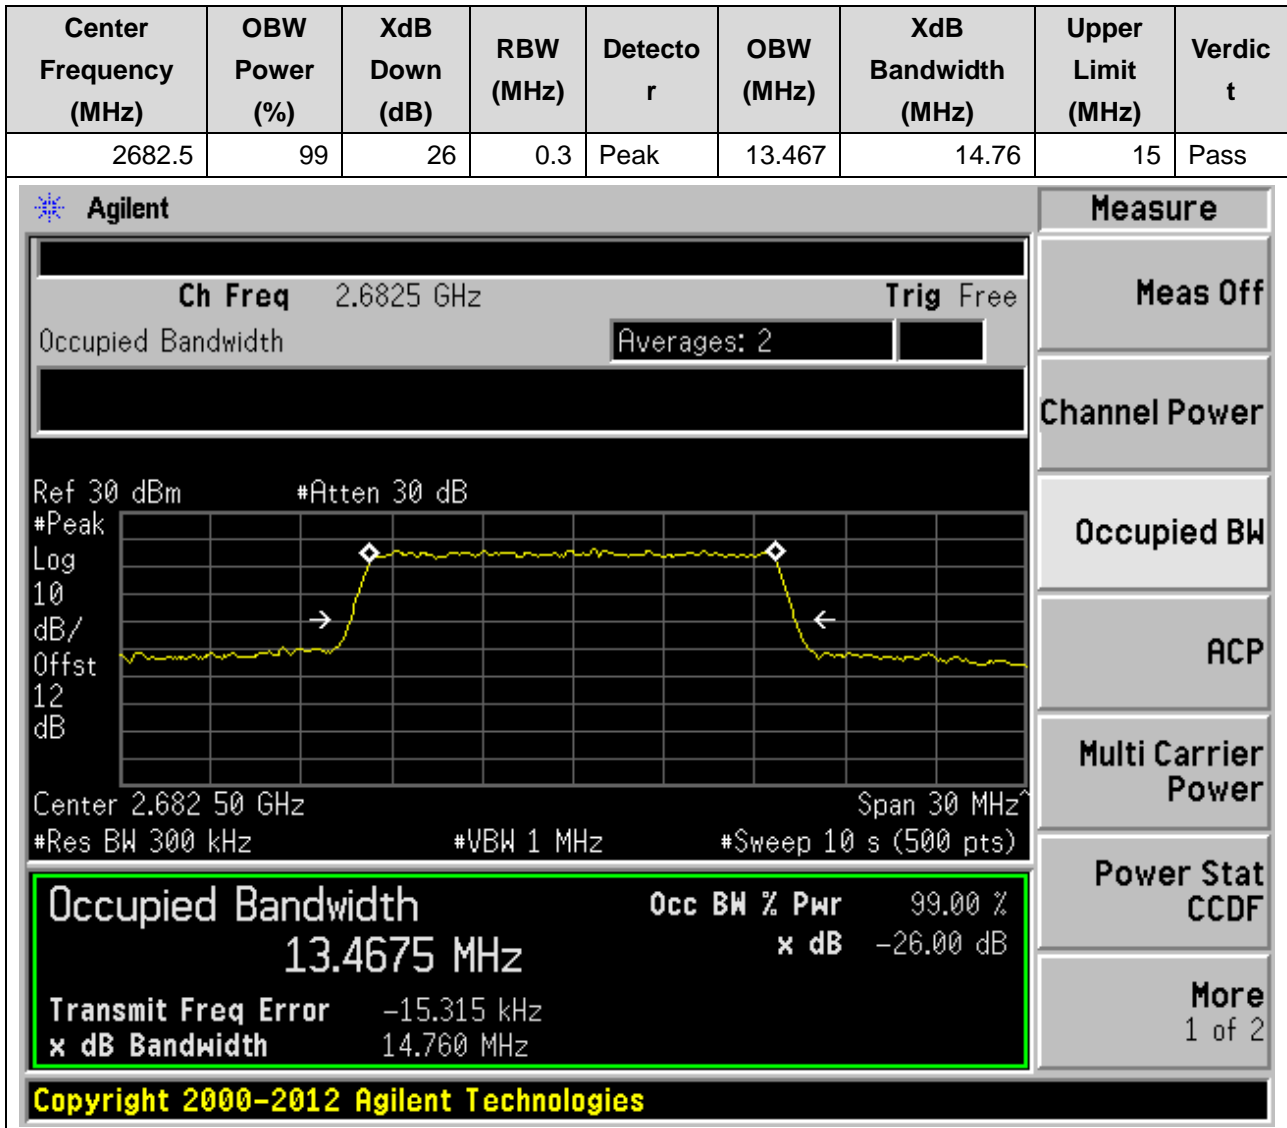 Center Frequency (MHz) OBW Power (%) XdB Down (dB) RBW (MHz) Detecto r OBW (MHz) XdB Bandwidth (MHz) Upper Limit (MHz) Verdic t
2682.5 99 26 0.3 Peak 13.467 14.76 15 Pass
Agilent
Measure
Ch Freq 2.6825 GHz Trig Free
Occupied Bandwidth Averages: 2
Meas Off
Channel Power
Occupied BW
ACP
Multi Carrier
Power
Power Stat
CCDF
More
1 of 2
Ref 30 dBm #Atten 30 dB
#Peak
Log
10
dB/
Offst
12
dB
Center 2.682 50 GHz Span 30 MHz^
#Res BW 300 kHz #VBW 1 MHz #Sweep 10 s (500 pts)
Occupied Bandwidth Occ BW % Pwr 99.00 %
13.4675 MHz x dB -26.00 dB
Transmit Freq Error -15.315 kHz
x dB Bandwidth 14.760 MHz
Copyright 2000-2012 Agilent Technologies